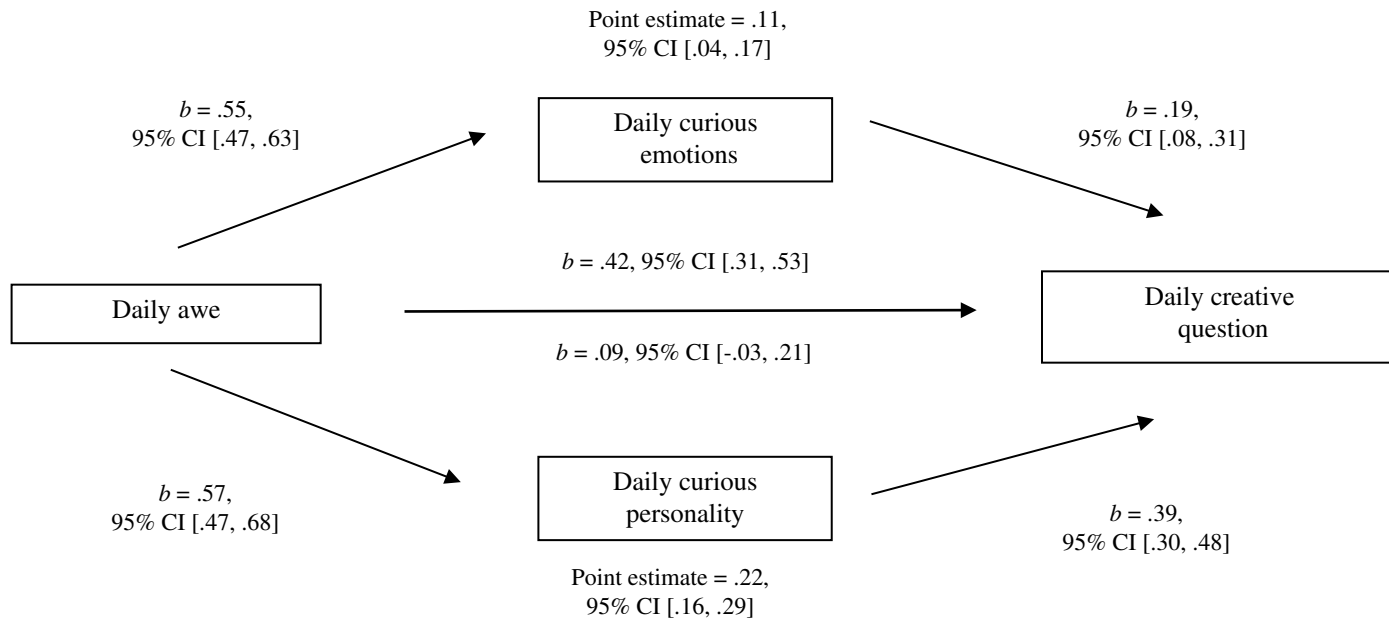 Point estimate = .11,
95% CI [.04, .17]
b = .55,
95% CI [.47, .63]
Daily curious
emotions
b = .19,
95% CI [.08, .31]
b = .42, 95% CI [.31, .53]
Daily awe
Daily creative
question
b = .09, 95% CI [-.03, .21]
b = .57,
95% CI [.47, .68]
Daily curious
personality
b = .39,
95% CI [.30, .48]
Point estimate = .22,
95% CI [.16, .29]